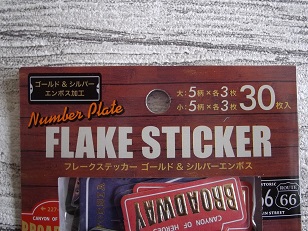 ゴールド & シルバー
エンボス加工
大:5柄×各3枚
小:5柄×各3枚
30枚入
Number Plate
FLAKE STICKER
フレークステッカー ゴールド & シルバーエンボス
BROADWAY
CANYON OF HEROES
CANYON OF
ROUTE
66